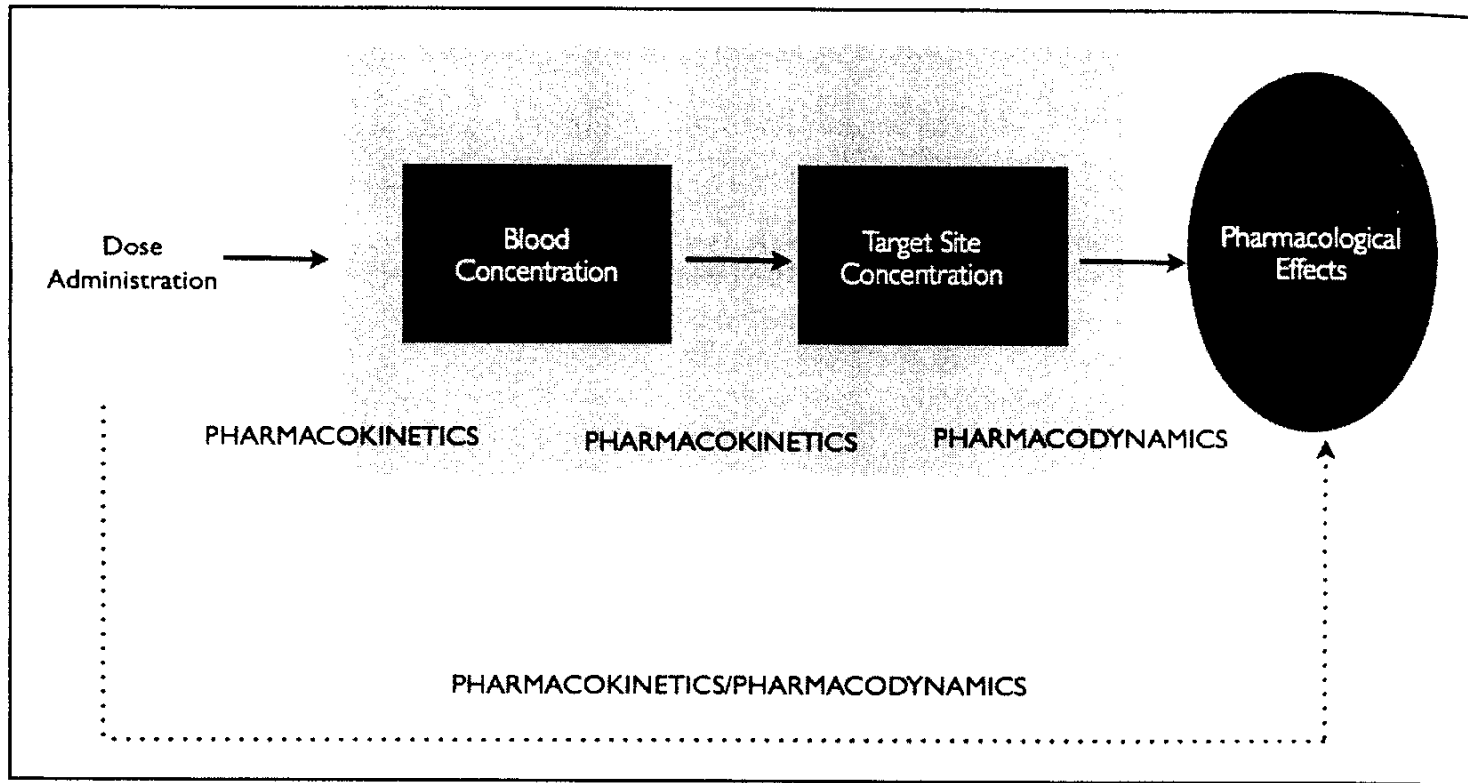 Dose
Administration
Blood
Concentration
Target Site
Concentration
Pharmacological
Effects
PHARMACOKINETICS
PHARMACOKINETICS
PHARMACODYNAMICS
PHARMACOKINETICS/PHARMACODYNAMICS